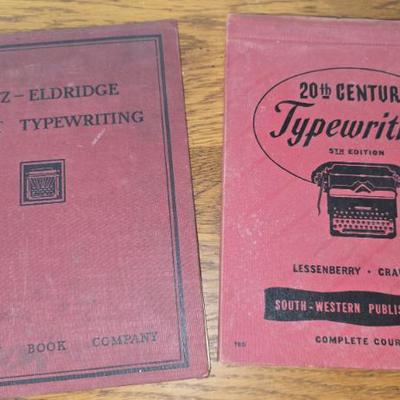 Z-ELDRIDGE
TYPEWRITING
BOOK COMPANY
20th CENTUR
Typewriti
5TH EDITION
LESSENBERRY · CRA
SOUTH-WESTERN PUBLIS
COMPLETE COUR